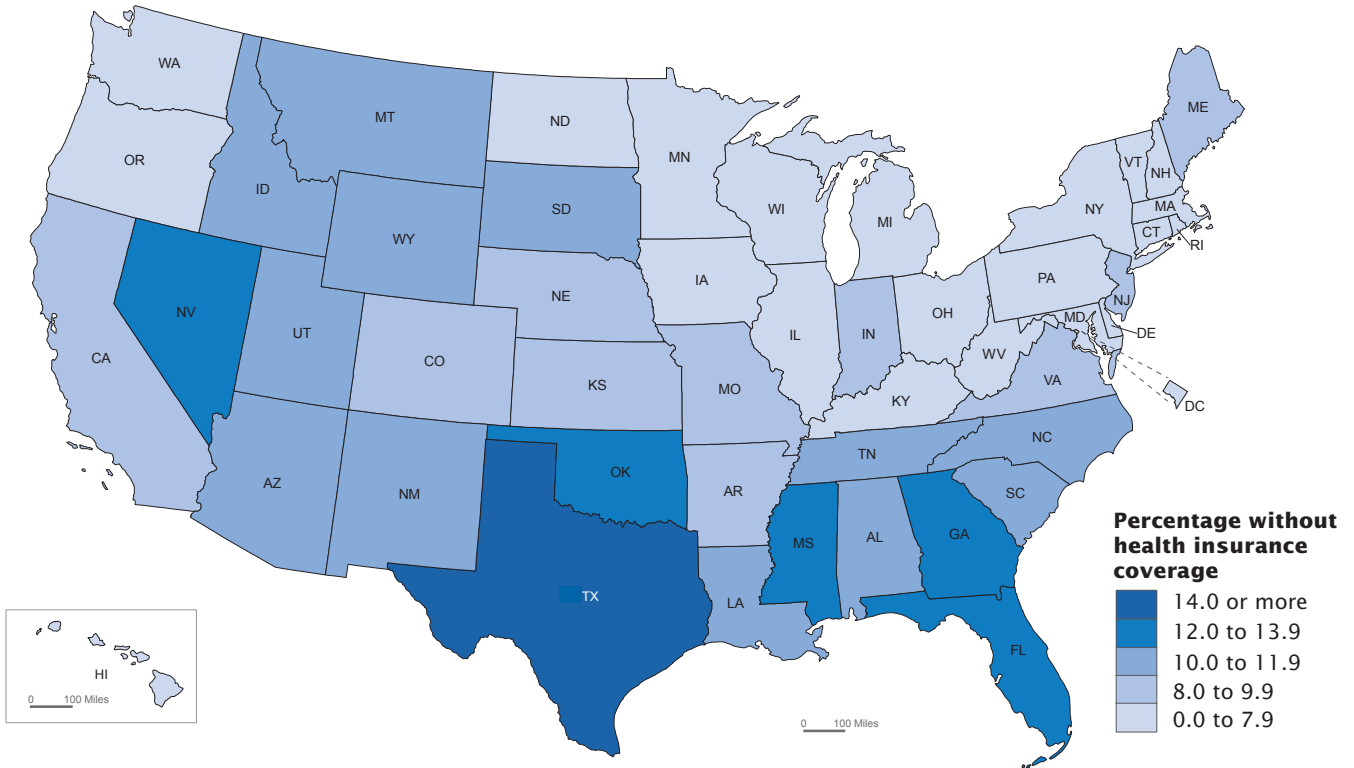 WA
MT
ND
MN
OR
ID
SD
WY
WI
MI
ME
VT
NH
NY
MA
CT
RI
NV
UT
CA
CO
NE
IA
KS
MO
IL
IN
OH
PA
NJ
MD
DE
WV
VA
DC
KY
AZ
NM
OK
AR
TN
NC
SC
TX
LA
MS
AL
GA
FL
HI
0 100 Miles
0 100 Miles
Percentage without
health insurance
coverage
14.0 or more
12.0 to 13.9
10.0 to 11.9
8.0 to 9.9
0.0 to 7.9